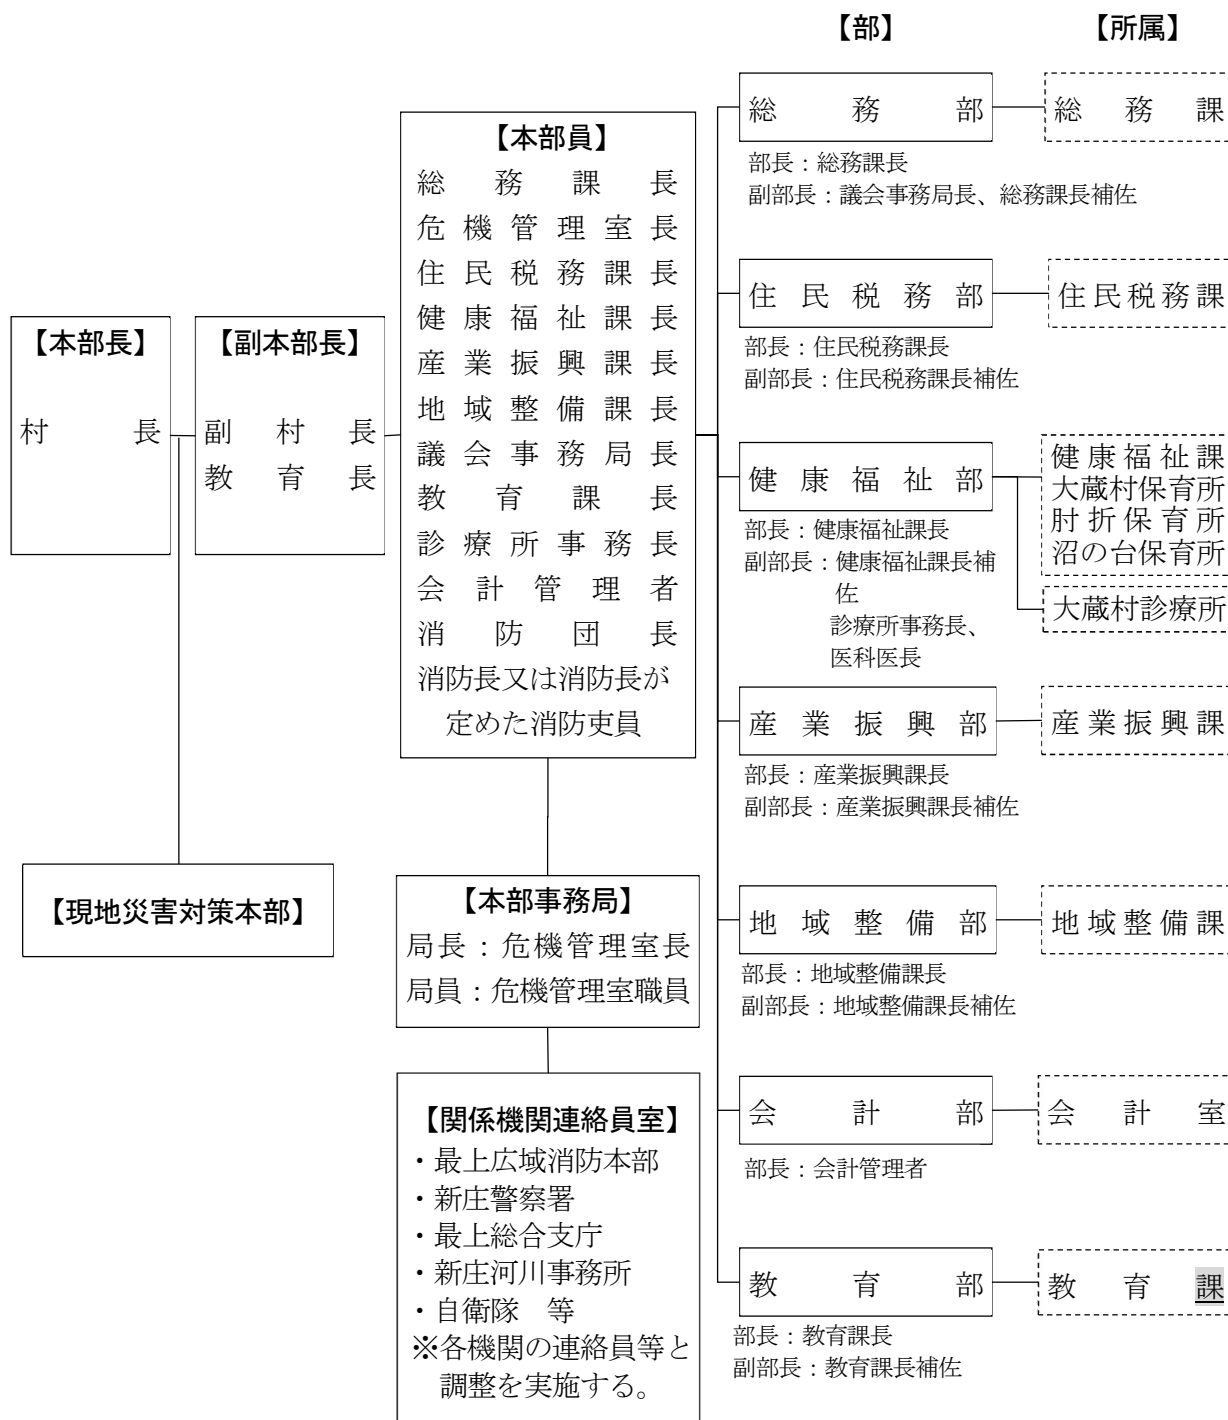 【本部長】
村長
【副本部長】
副村長
教育長
【現地災害対策本部】
【本部員】
総務課長
危機管理室長
住民税務課長
健康福祉課長
産業振興課長
地域整備課長
議会事務局長
教育課長
診療所事務長
会計管理者
消防団長
消防長又は消防長が
定めた消防吏員
【本部事務局】
局長：危機管理室長
局員：危機管理室職員
【関係機関連絡員室】
・最上広域消防本部
・新庄警察署
・最上総合支庁
・新庄河川事務所
・自衛隊　等
※各機関の連絡員等と
調整を実施する。
【部】
【所属】
総務部
総務課
部長：総務課長
副部長：議会事務局長、総務課長補佐
住民税務部
住民税務課
部長：住民税務課長
副部長：住民税務課長補佐
健康福祉部
健康福祉課
大蔵村保育所
肘折保育所
沼の台保育所
大蔵村診療所
部長：健康福祉課長
副部長：健康福祉課長補
佐
診療所事務長、
医科医長
産業振興部
産業振興課
部長：産業振興課長
副部長：産業振興課長補佐
地域整備部
地域整備課
部長：地域整備課長
副部長：地域整備課長補佐
会計部
会計室
部長：会計管理者
教育部
教育課
部長：教育課長
副部長：教育課長補佐